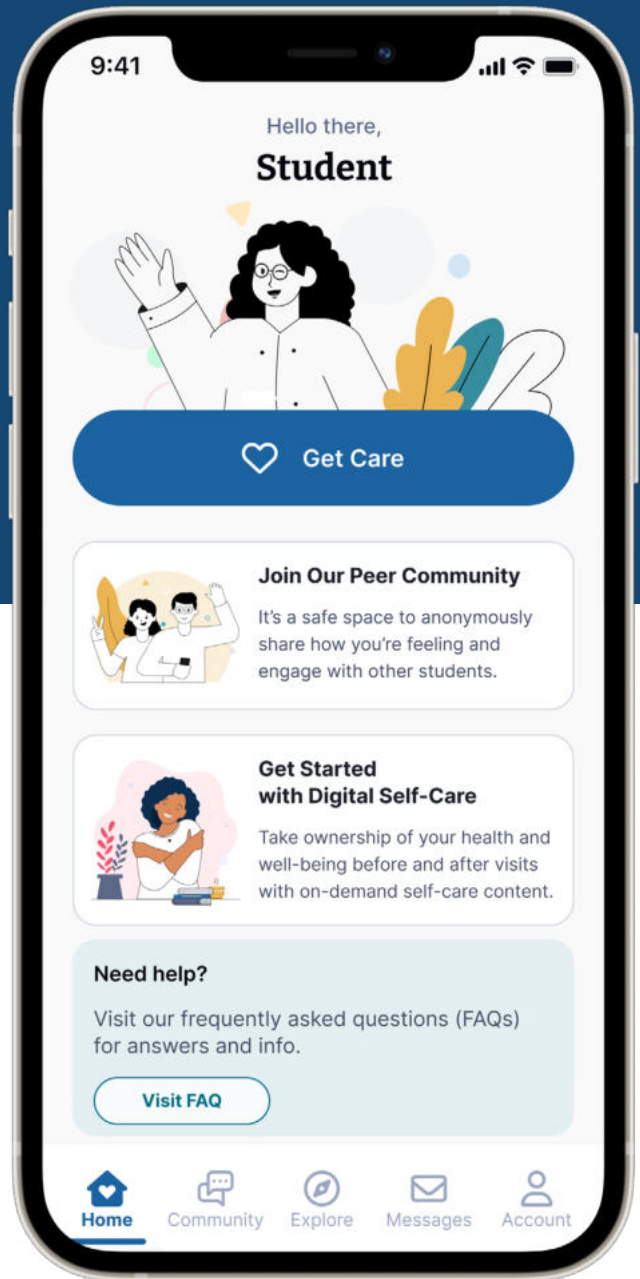 9:41
Hello there,
Student
Get Care
Join Our Peer Community
It's a safe space to anonymously
share how you're feeling and
engage with other students.
Get Started
with Digital Self-Care
Take ownership of your health and
well-being before and after visits
with on-demand self-care content.
Need help?
Visit our frequently asked questions (FAQs)
for answers and info.
Visit FAQ
Home Community Explore Messages Account